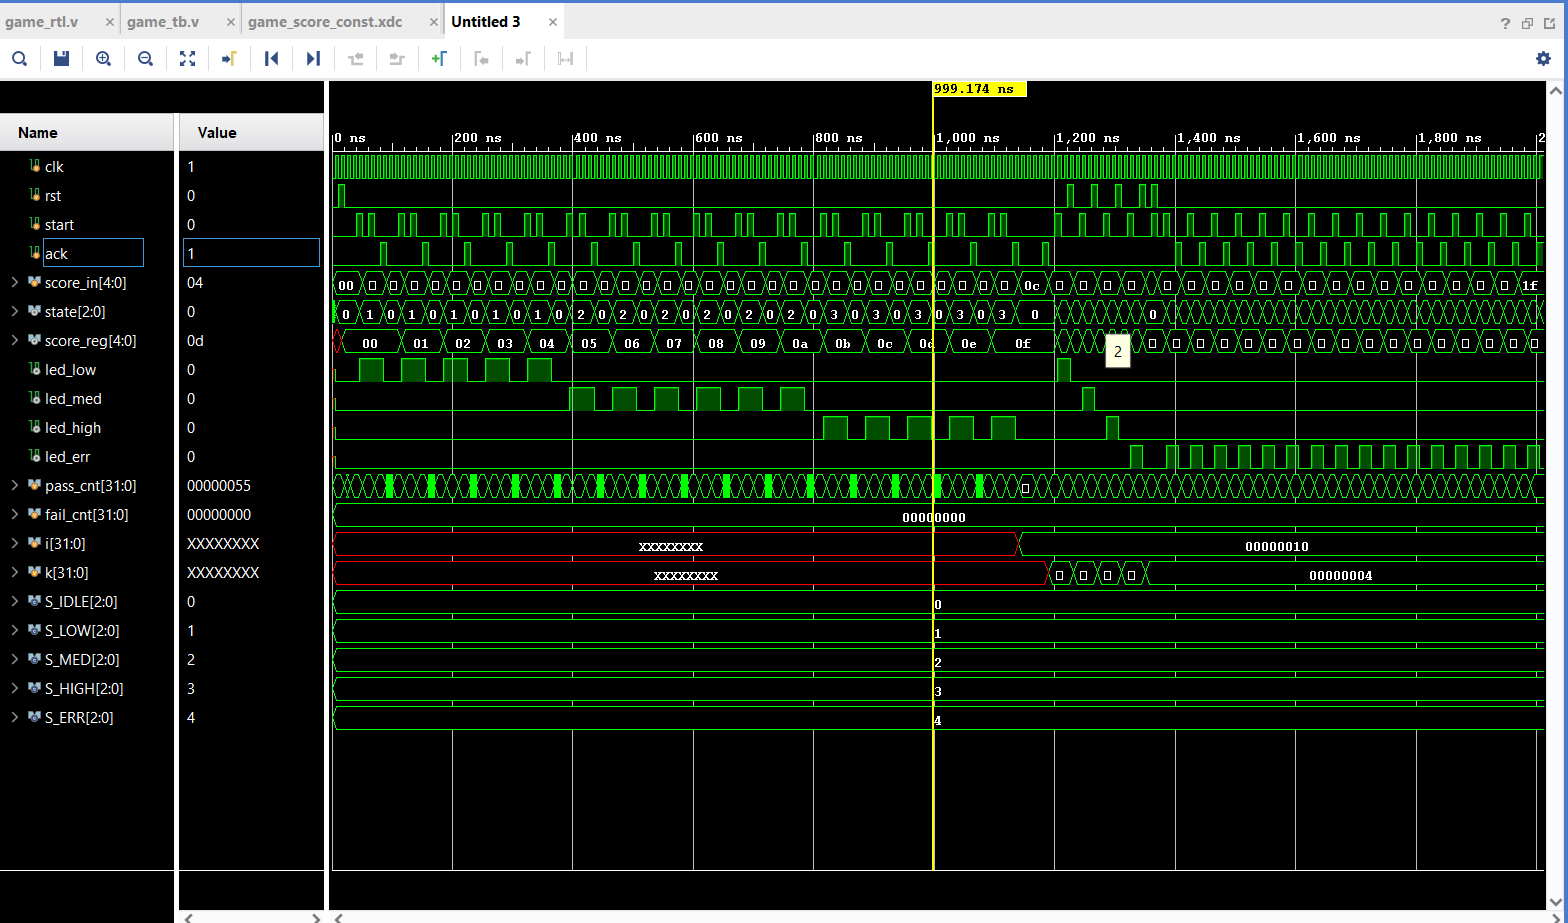 game_rtl.v × game_tb.v × game_score_const.xdc × Untitled 3 ×
?
999.174 ns
Name Value
0 ns 200 ns 400 ns 600 ns 800 ns 1,000 ns 1,200 ns 1,400 ns 1,600 ns 1,800 ns 2
clk 1
rst 0
start 0
ack 1
score_in[4:0] 04 00 0c 1f
state[2:0] 0 0 1 0 1 0 1 0 1 0 1 0 2 0 2 0 2 0 2 0 2 0 2 0 3 0 3 0 3 0 3 0 3 0 0
score_reg[4:0] 0d 00 01 02 03 04 05 06 07 08 09 0a 0b 0c 0d 0e 0f
2
led_low 0
led_med 0
led_high 0
led_err 0
pass_cnt[31:0] 00000055
fail_cnt[31:0] 00000000 00000000
i[31:0] XXXXXXXX XXXXXXXX 00000010
k[31:0] XXXXXXXX XXXXXXXX 00000004
S_IDLE[2:0] 0 0
S_LOW[2:0] 1 1
S_MED[2:0] 2 2
S_HIGH[2:0] 3 3
S_ERR[2:0] 4 4